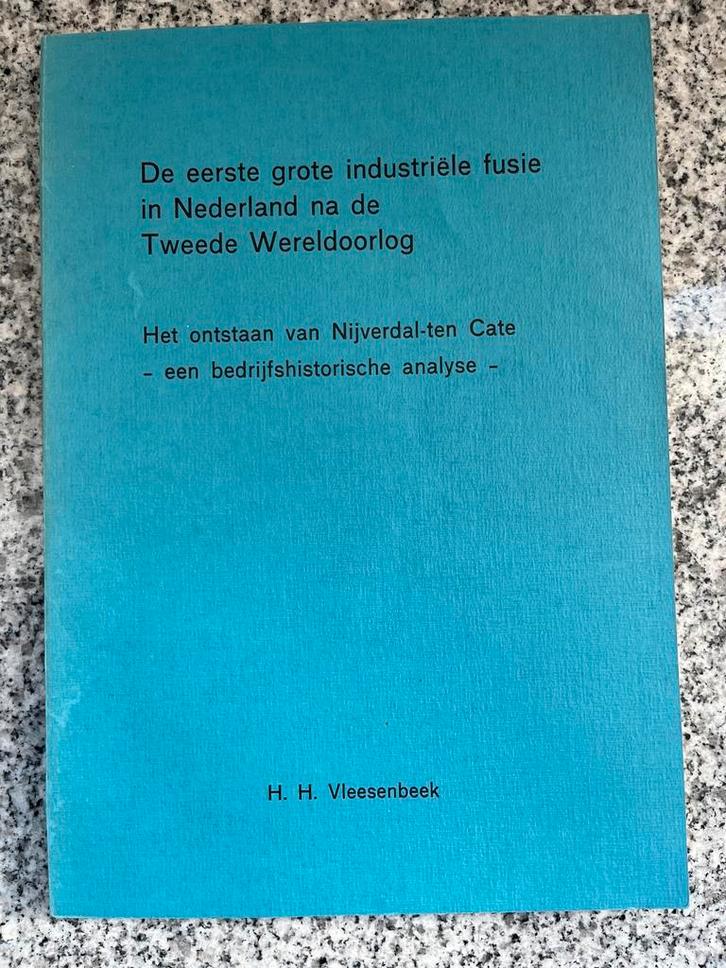 De eerste grote industriële fusie
in Nederland na de
Tweede Wereldoorlog
Het ontstaan van Nijverdal-ten Cate
- een bedrijfshistorische analyse -
H. H. Vleesenbeek